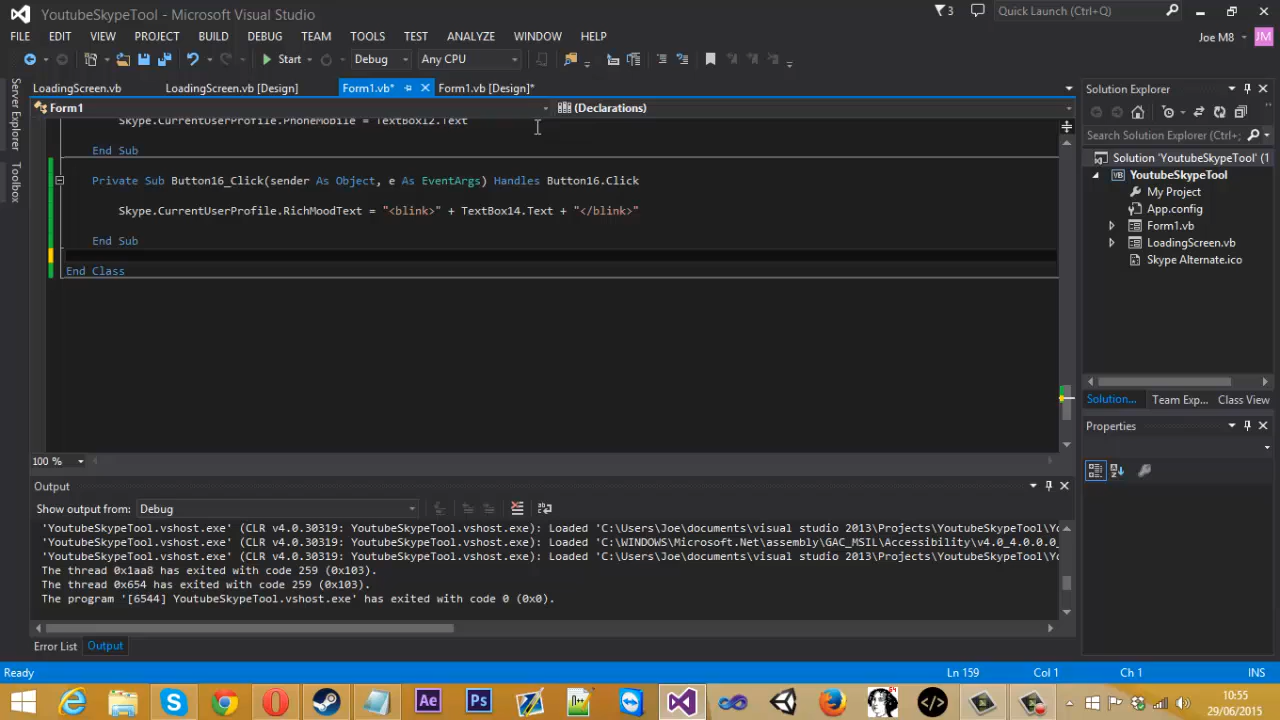 YoutubeSkypeTool - Microsoft Visual Studio
3
Quick Launch (Ctrl+Q)
FILE EDIT VIEW PROJECT BUILD DEBUG TEAM TOOLS TEST ANALYZE WINDOW HELP
Joe M8
JM
Start Debug Any CPU
LoadingScreen.vb LoadingScreen.vb [Design] Form1.vb* Form1.vb [Design]*
Form1 (Declarations)
Server Explorer
Toolbox
Skype.CurrentUserProfile.PhoneMobile = TextBox12.Text
End Sub
Private Sub Button16_Click(sender As Object, e As EventArgs) Handles Button16.Click
Skype.CurrentUserProfile.RichMoodText = "<blink>" + TextBox14.Text + "</blink>"
End Sub
End Class
100 %
Solution Explorer
Search Solution Explorer (Ctrl+;
Solution 'YoutubeSkypeTool' (1
VB YoutubeSkypeTool
My Project
App.config
Form1.vb
LoadingScreen.vb
Skype Alternate.ico
Solution... Team Exp... Class View
Properties
Output
Show output from: Debug
'YoutubeSkypeTool.vshost.exe' (CLR v4.0.30319: YoutubeSkypeTool.vshost.exe): Loaded 'C:\Users\Joe\documents\visual studio 2013\Projects\YoutubeSkypeTool\Yo
'YoutubeSkypeTool.vshost.exe' (CLR v4.0.30319: YoutubeSkypeTool.vshost.exe): Loaded 'C:\WINDOWS\Microsoft.Net\assembly\GAC_MSIL\Accessibility\v4.0_4.0.0.0_
'YoutubeSkypeTool.vshost.exe' (CLR v4.0.30319: YoutubeSkypeTool.vshost.exe): Loaded 'C:\Users\Joe\documents\visual studio 2013\Projects\YoutubeSkypeTool\Yo
The thread 0x1aa8 has exited with code 259 (0x103).
The thread 0x654 has exited with code 259 (0x103).
The program '[6544] YoutubeSkypeTool.vshost.exe' has exited with code 0 (0x0).
Error List Output
Ready Ln 159 Col 1 Ch 1 INS
Ae Ps
10:55
29/06/2015